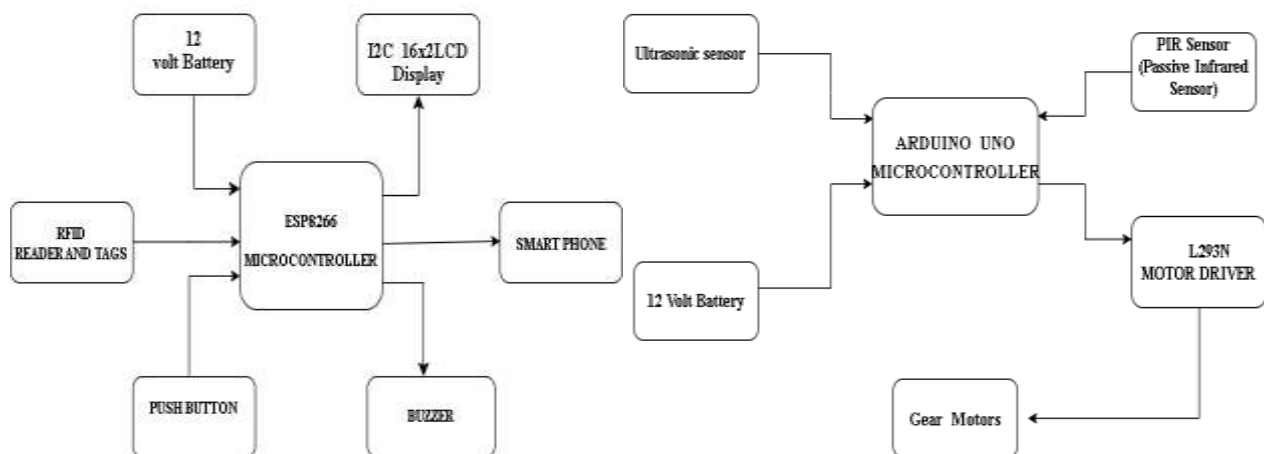 12
volt Battery
I2C 16x2LCD
Display
RFID
READER AND TAGS
ESP8266
MICROCONTROLLER
SMART PHONE
PUSH BUTTON
BUZZER
Ultrasonic sensor
PIR Sensor
(Passive Infrared
Sensor)
ARDUINO UNO
MICROCONTROLLER
12 Volt Battery
L293N
MOTOR DRIVER
Gear Motors